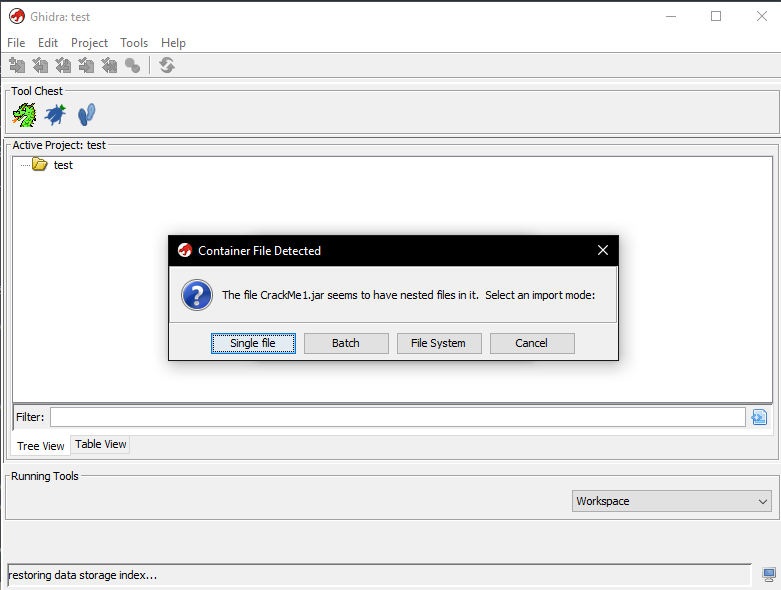 Ghidra: test
File Edit Project Tools Help
Tool Chest
Active Project: test
test
Container File Detected
The file CrackMe1.jar seems to have nested files in it. Select an import mode:
Single file Batch File System Cancel
Filter:
Tree View Table View
Running Tools
Workspace
restoring data storage index...